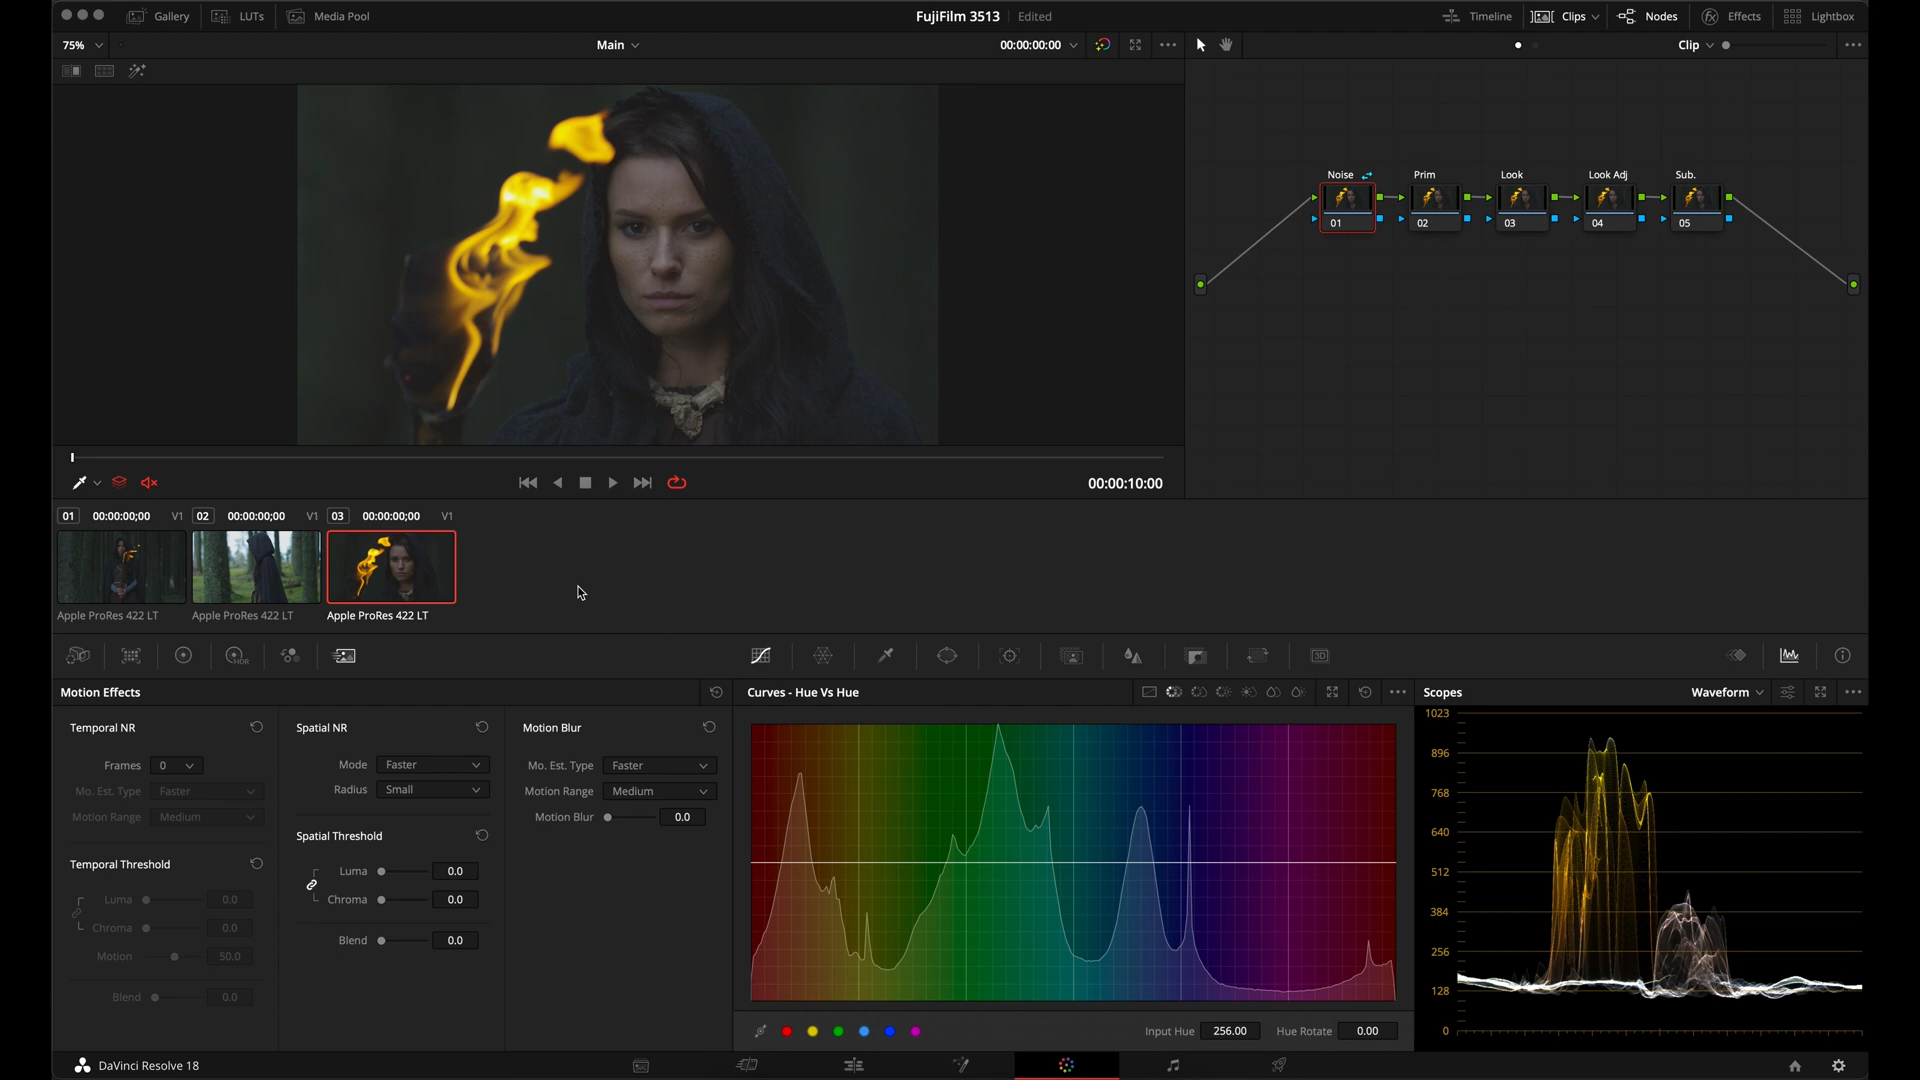 Gallery LUTs Media Pool FujiFilm 3513 Edited Timeline Clips Nodes Effects Lightbox
75% Main 00:00:00:00 Clip
Noise Prim Look Look Adj Sub.
01 02 03 04 05
00:00:10:00
01 00:00:00;00 V1 02 00:00:00;00 V1 03 00:00:00;00 V1
Apple ProRes 422 LT Apple ProRes 422 LT Apple ProRes 422 LT
HDR 3D
Motion Effects Curves - Hue Vs Hue Scopes Waveform
Temporal NR
Frames 0
Mo. Est. Type Faster
Motion Range Medium
Temporal Threshold
Luma 0.0
Chroma 0.0
Motion 50.0
Blend 0.0
Spatial NR
Mode Faster
Radius Small
Spatial Threshold
Luma 0.0
Chroma 0.0
Blend 0.0
Motion Blur
Mo. Est. Type Faster
Motion Range Medium
Motion Blur 0.0
Input Hue 256.00 Hue Rotate 0.00
1023
896
768
640
512
384
256
128
0
DaVinci Resolve 18